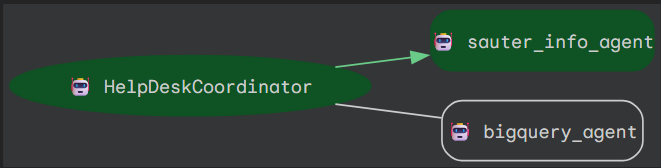 sauter_info_agent
HelpDeskCoordinator
bigquery_agent